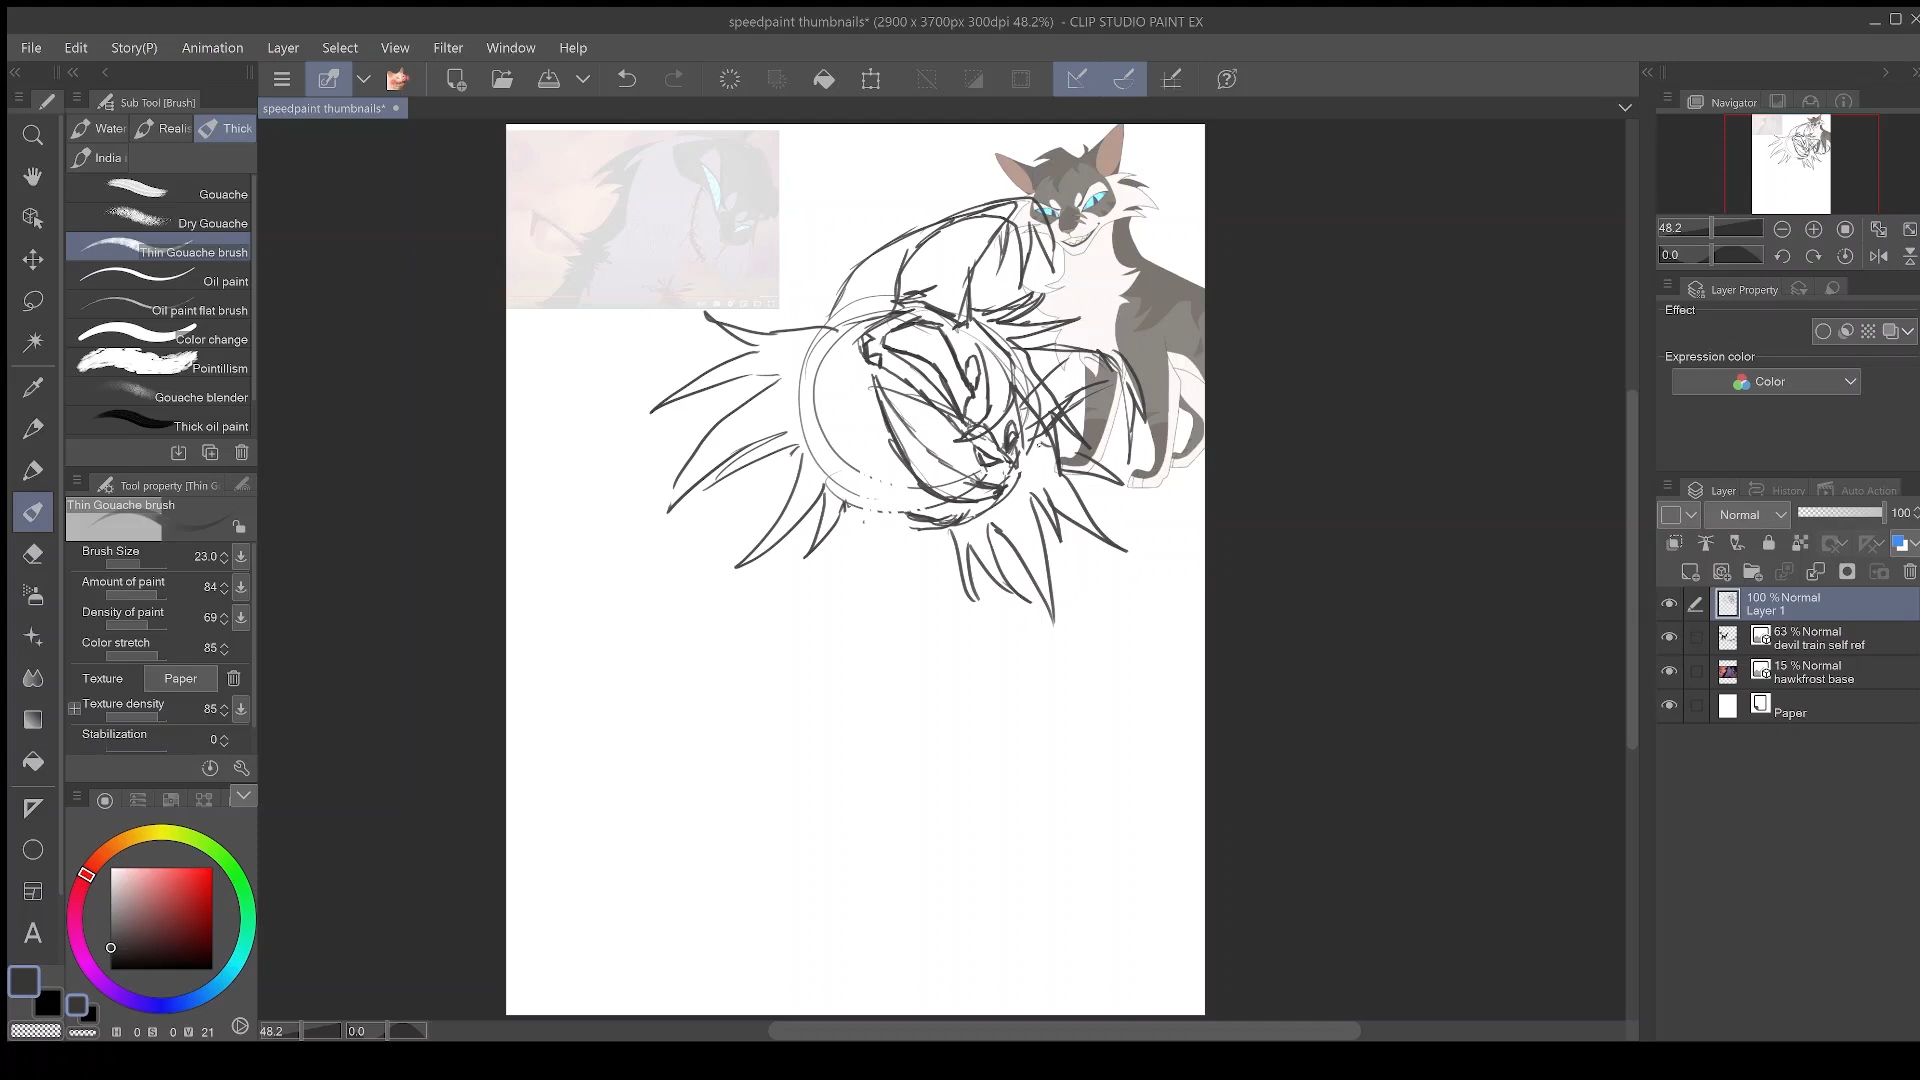 speedpaint thumbnails* (2900 x 3700px 300dpi 48.2%) - CLIP STUDIO PAINT EX
File Edit Story(P) Animation Layer Select View Filter Window Help
Sub Tool [Brush]
speedpaint thumbnails*
Navigator
Water Realis Thick
India
Gouache
Dry Gouache
Thin Gouache brush
Oil paint
Oil paint flat brush
Color change
Pointillism
Gouache blender
Thick oil paint
48.2
0.0
Layer Property
Effect
Expression color
Color
Tool property [Thin G
Thin Gouache brush
Brush Size 23.0
Amount of paint 84
Density of paint 69
Color stretch 85
Texture Paper
Texture density 85
Stabilization 0
Layer History Auto Action
Normal 100
100 % Normal
Layer 1
63 % Normal
devil train self ref
15 % Normal
hawkfrost base
Paper
A
H 0 S 0 V 21
48.2 0.0